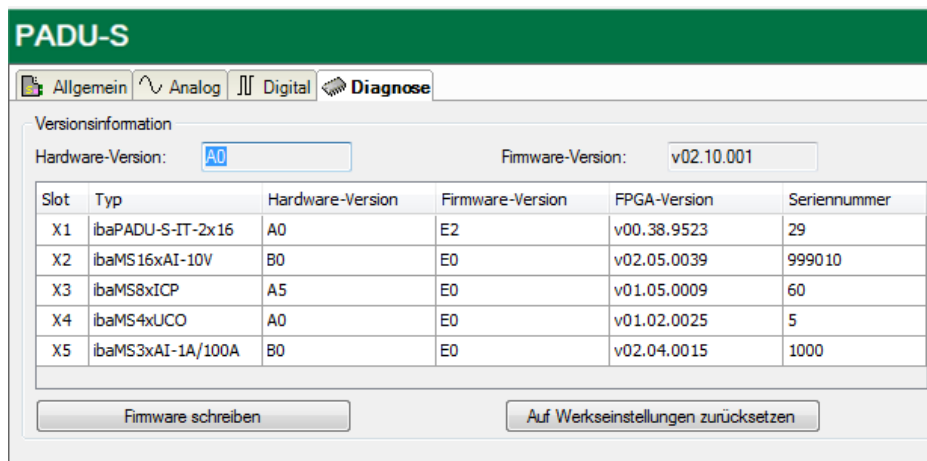 PADU-S
Allgemein Analog Digital Diagnose
Versionsinformation
Hardware-Version: A0 Firmware-Version: v02.10.001
Slot Typ Hardware-Version Firmware-Version FPGA-Version Seriennummer
X1 ibaPADU-S-IT-2x16 A0 E2 v00.38.9523 29
X2 ibaMS16xAI-10V B0 E0 v02.05.0039 999010
X3 ibaMS8xICP A5 E0 v01.05.0009 60
X4 ibaMS4xUCO A0 E0 v01.02.0025 5
X5 ibaMS3xAI-1A/100A B0 E0 v02.04.0015 1000
Firmware schreiben Auf Werkseinstellungen zurücksetzen